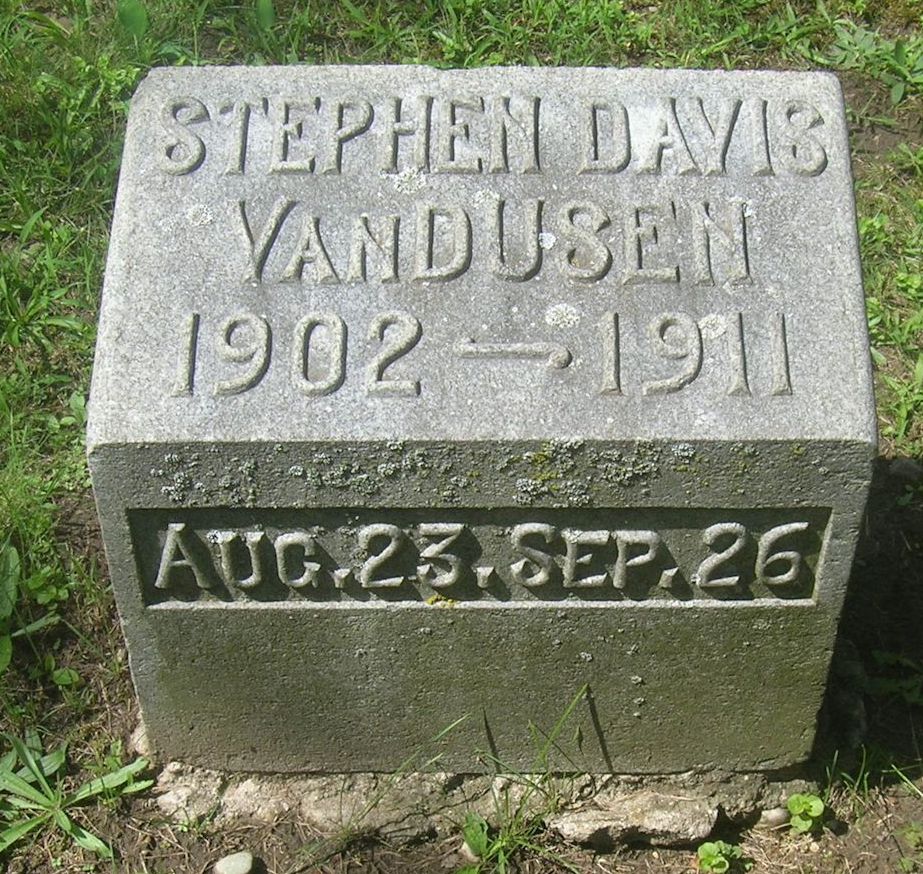 STEPHEN DAVIS
VANDUSEN
1902 — 1911
AUG. 23. SEP. 26